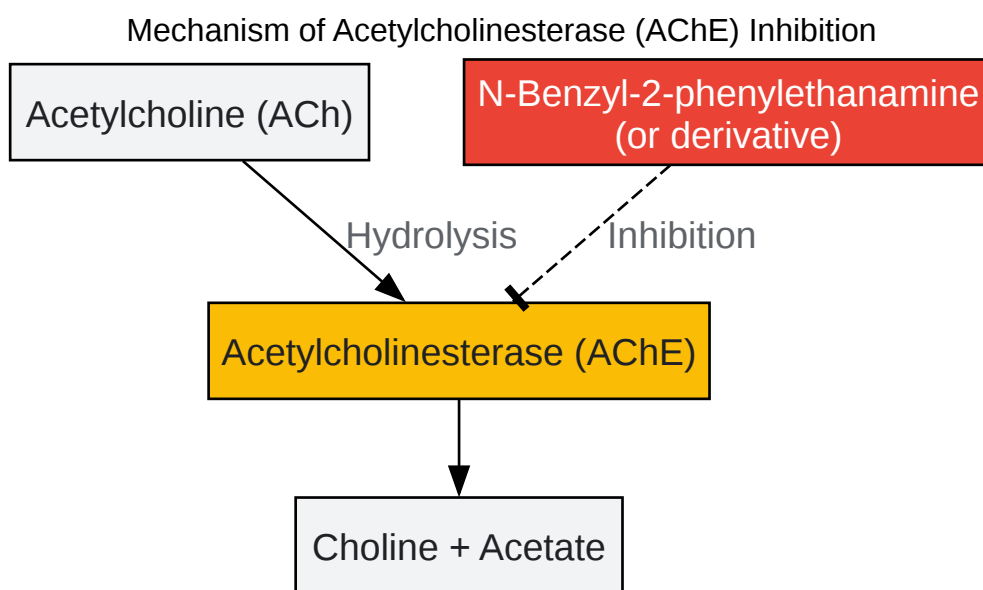 Mechanism of Acetylcholinesterase (AChE) Inhibition
Acetylcholine (ACh)
N-Benzyl-2-phenylethanamine
(or derivative)
Hydrolysis
Inhibition
Acetylcholinesterase (AChE)
Choline + Acetate